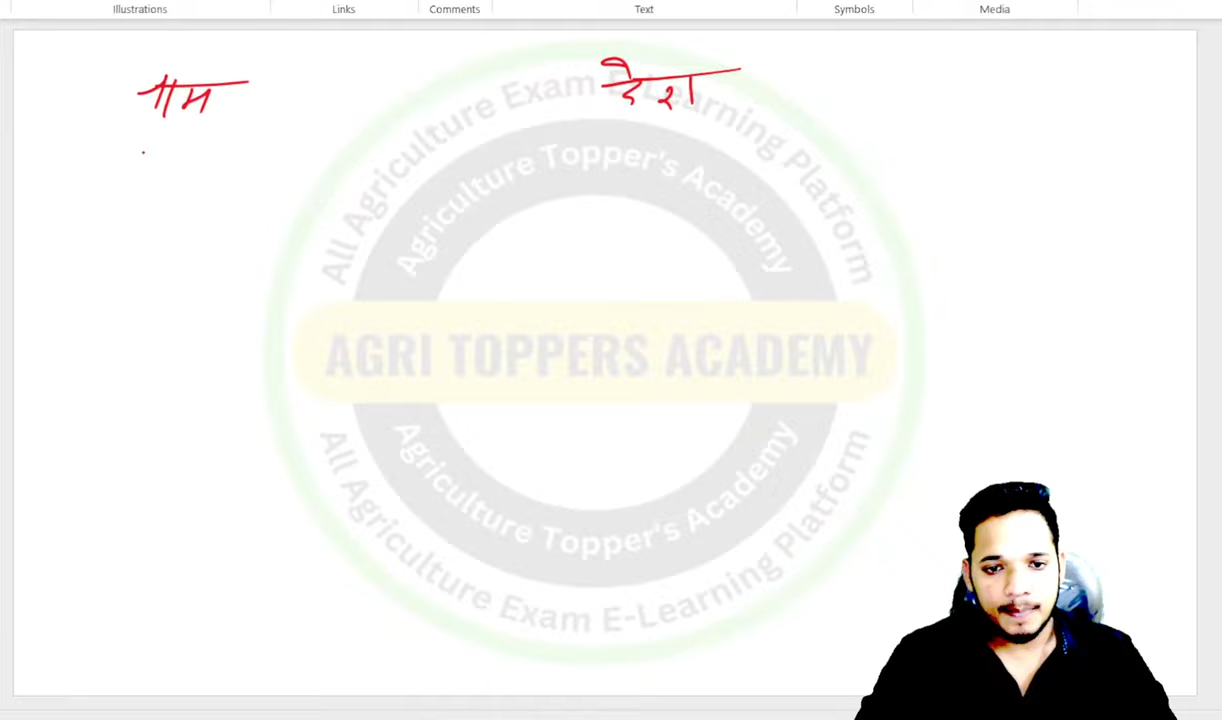 Illustrations Links Comments Text Symbols Media
नाम देश
All Agriculture Exam E-Learning Platform
Agriculture Topper's Academy
AGRI TOPPERS ACADEMY
Agriculture Topper's Academy
All Agriculture Exam E-Learning Platform